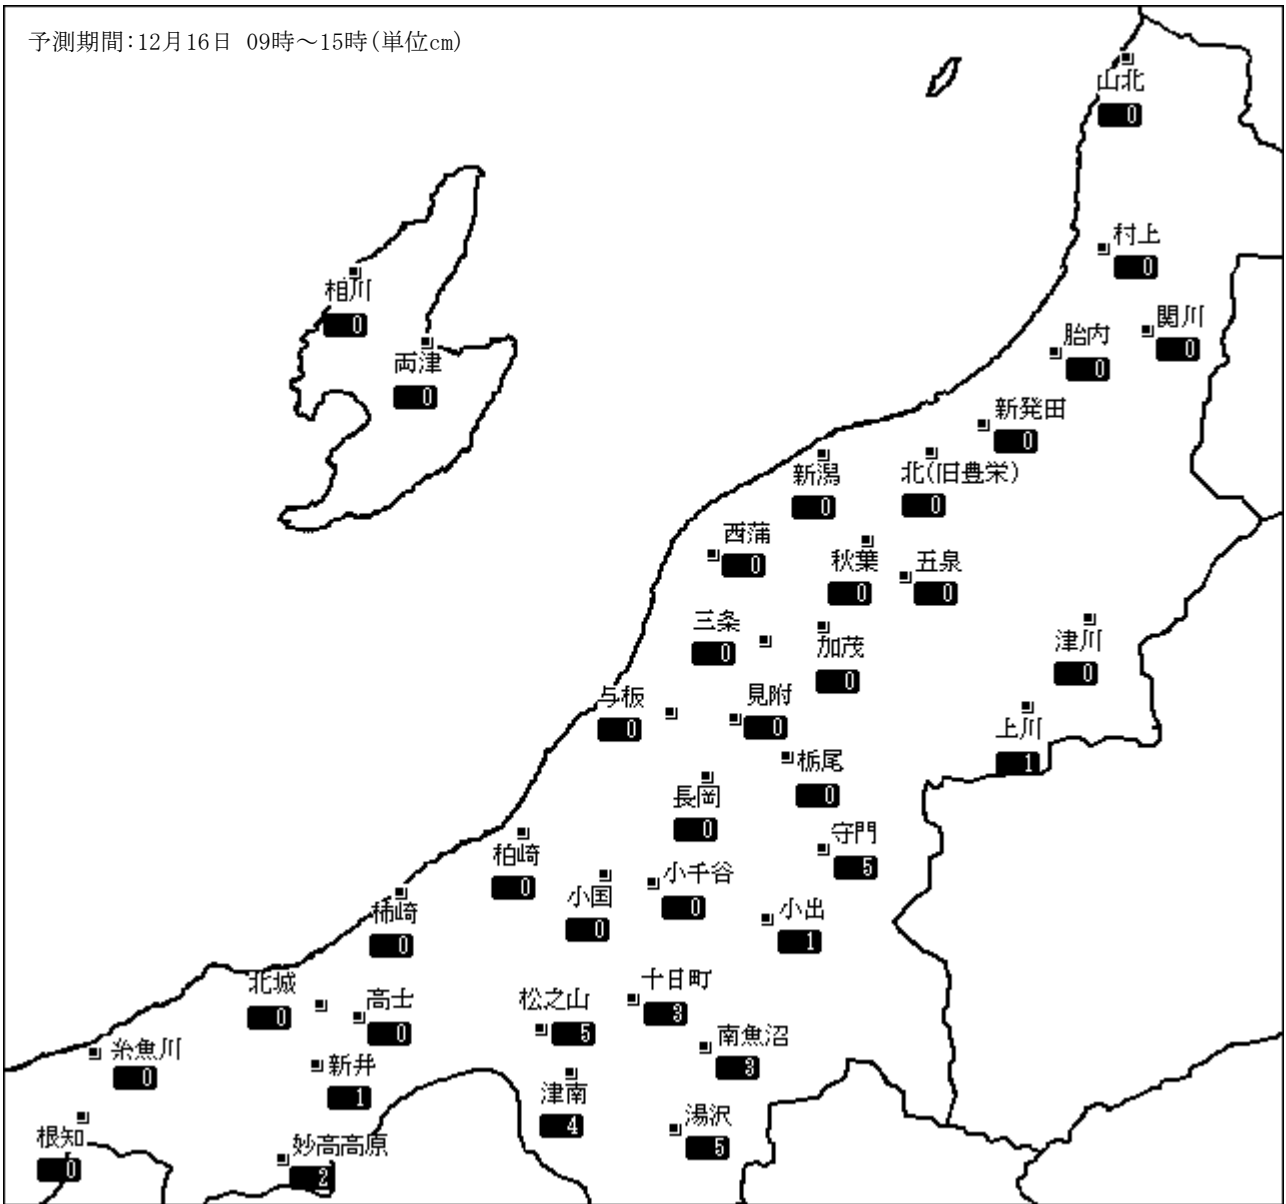 予測期間:12月16日 09時～15時(単位cm)
山北
0
村上
0
関川
0
胎内
0
相川
0
両津
0
新発田
0
新潟
0
北(旧豊栄)
0
西蒲
0
秋葉
0
五泉
0
三条
0
加茂
0
津川
0
与板
0
見附
0
上川
1
栃尾
0
長岡
0
守門
5
柏崎
0
小千谷
0
小国
0
小出
1
柿崎
0
北城
0
高士
0
松之山
5
十日町
3
南魚沼
3
糸魚川
0
新井
1
津南
4
湯沢
5
根知
0
妙高高原
2